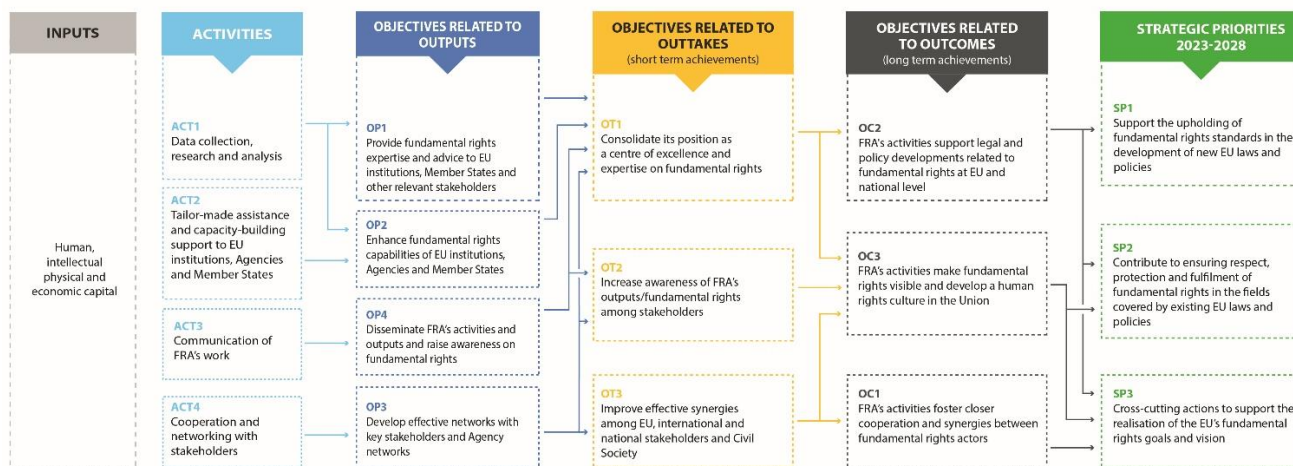 INPUTS
Human,
intellectual
physical and
economic capital
ACTIVITIES
ACT1
Data collection,
research and analysis
ACT2
Tailor-made assistance
and capacity-building
support to EU
institutions, Agencies
and Member States
ACT3
Communication of
FRA's work
ACT4
Cooperation and
networking with
stakeholders
OBJECTIVES RELATED TO
OUTPUTS
OP1
Provide fundamental rights
expertise and advice to EU
institutions, Member States and
other relevant stakeholders
OP2
Enhance fundamental rights
capabilities of EU institutions,
Agencies and Member States
OP4
Disseminate FRA's activities and
outputs and raise awareness on
fundamental rights
OP3
Develop effective networks with
key stakeholders and Agency
networks
OBJECTIVES RELATED TO
OUTTAKES
(short term achievements)
OT1
Consolidate its position as
a centre of excellence and
expertise on fundamental rights
OT2
Increase awareness of FRA's
outputs/fundamental rights
among stakeholders
OT3
Improve effective synergies
among EU, international and
national stakeholders and Civil
Society
OBJECTIVES RELATED
TO OUTCOMES
(long term achievements)
OC2
FRA's activities support legal and
policy developments related to
fundamental rights at EU and
national level
OC3
FRA's activities make fundamental
rights visible and develop a human
rights culture in the Union
OC1
FRA's activities foster closer
cooperation and synergies between
fundamental rights actors
STRATEGIC PRIORITIES
2023-2028
SP1
Support the upholding of
fundamental rights standards in the
development of new EU laws and
policies
SP2
Contribute to ensuring respect,
protection and fulfilment of
fundamental rights in the fields
covered by existing EU laws and
policies
SP3
Cross-cutting actions to support the
realisation of the EU's fundamental
rights goals and vision